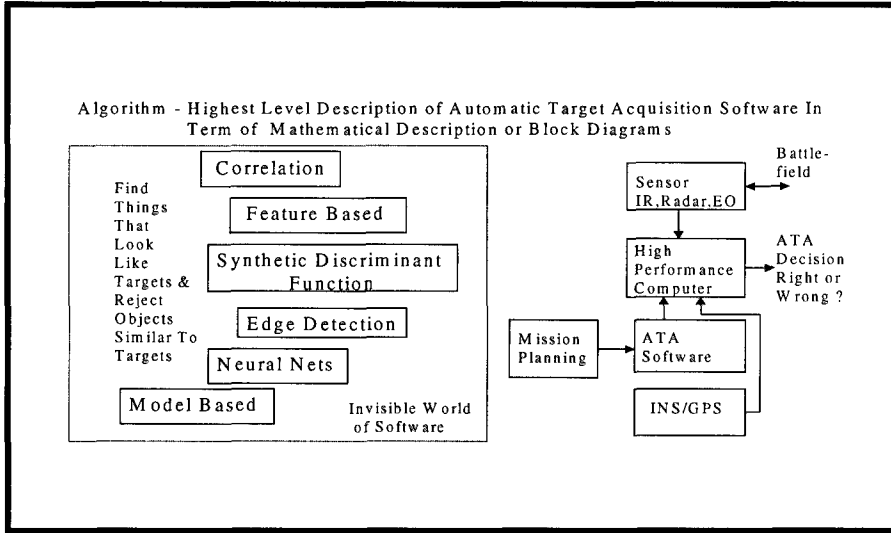 Algorithm - Highest Level Description of Automatic Target Acquisition Software In
Term of Mathematical Description or Block Diagrams
Correlation
Find
Things
That
Look
Like
Targets &
Reject
Objects
Similar To
Targets
Feature Based
Synthetic Discriminant
Function
Edge Detection
Neural Nets
Model Based
Invisible World
of Software
Battle-
field
Sensor
IR,Radar,EO
High
Performance
Computer
ATA
Decision
Right or
Wrong ?
Mission
Planning
ATA
Software
INS/GPS